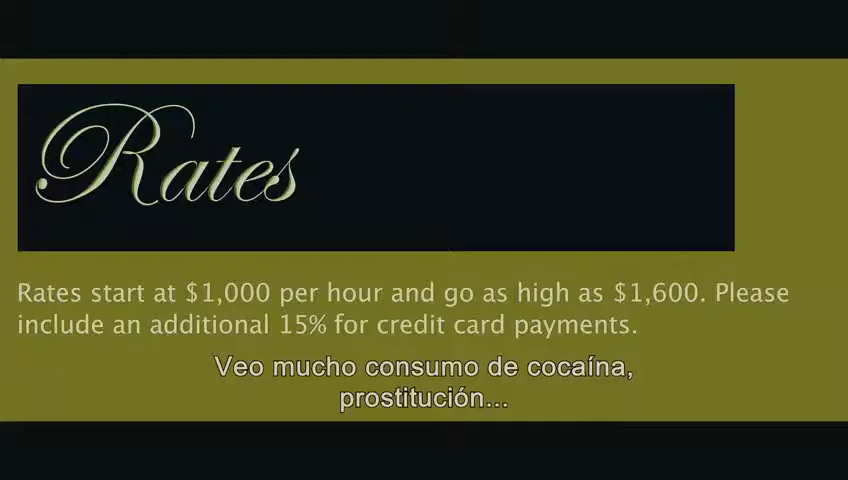 Rates
Rates start at $1,000 per hour and go as high as $1,600. Please
include an additional 15% for credit card payments.
Veo mucho consumo de cocaína,
prostitución...